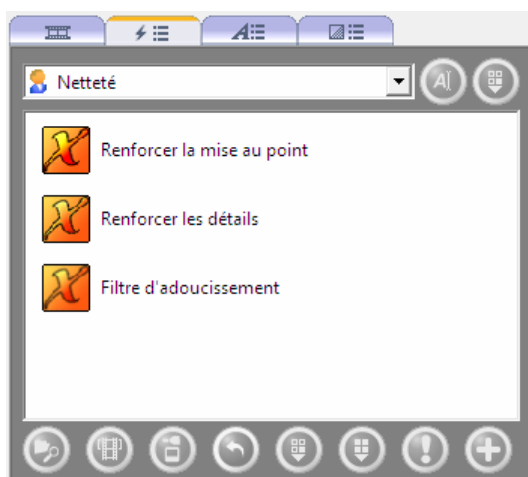 Netteté
Renforcer la mise au point
Renforcer les détails
Filtre d'adoucissement